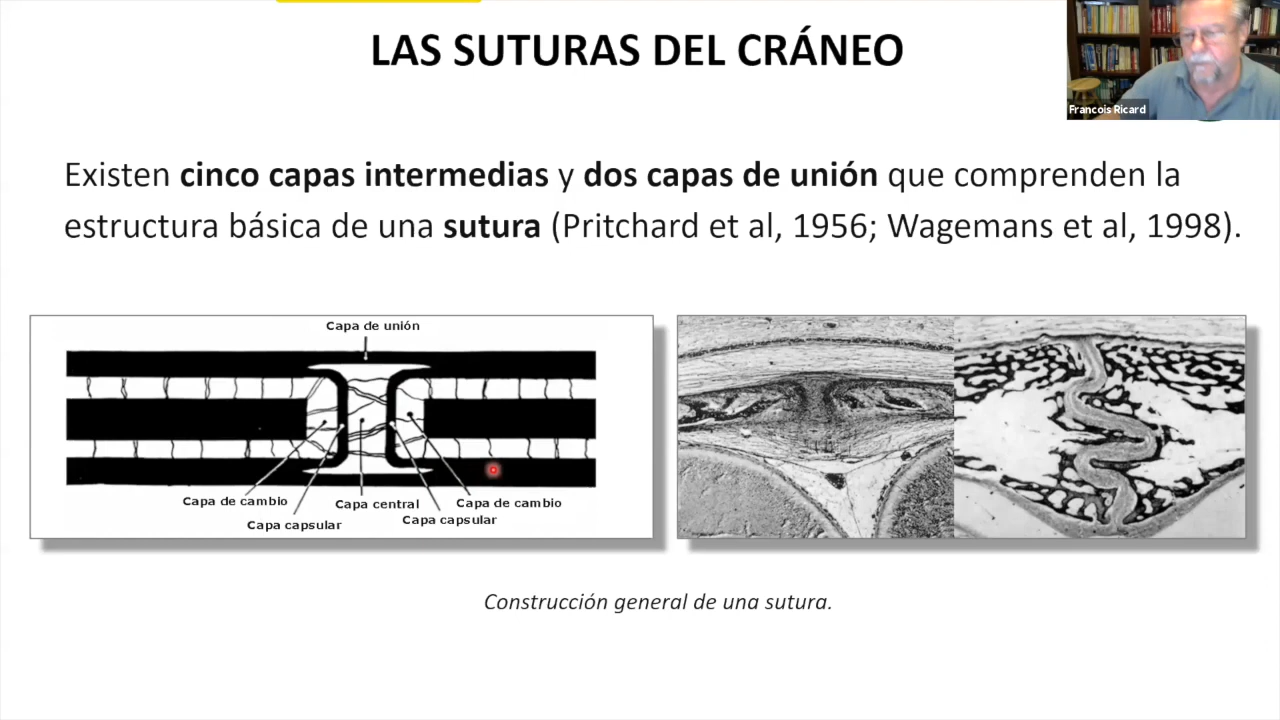 LAS SUTURAS DEL CRÁNEO
Francois Ricard
Existen cinco capas intermedias y dos capas de unión que comprenden la
estructura básica de una sutura (Pritchard et al, 1956; Wagemans et al, 1998).
Capa de unión
Capa de cambio
Capa central
Capa de cambio
Capa capsular
Capa capsular
Construcción general de una sutura.